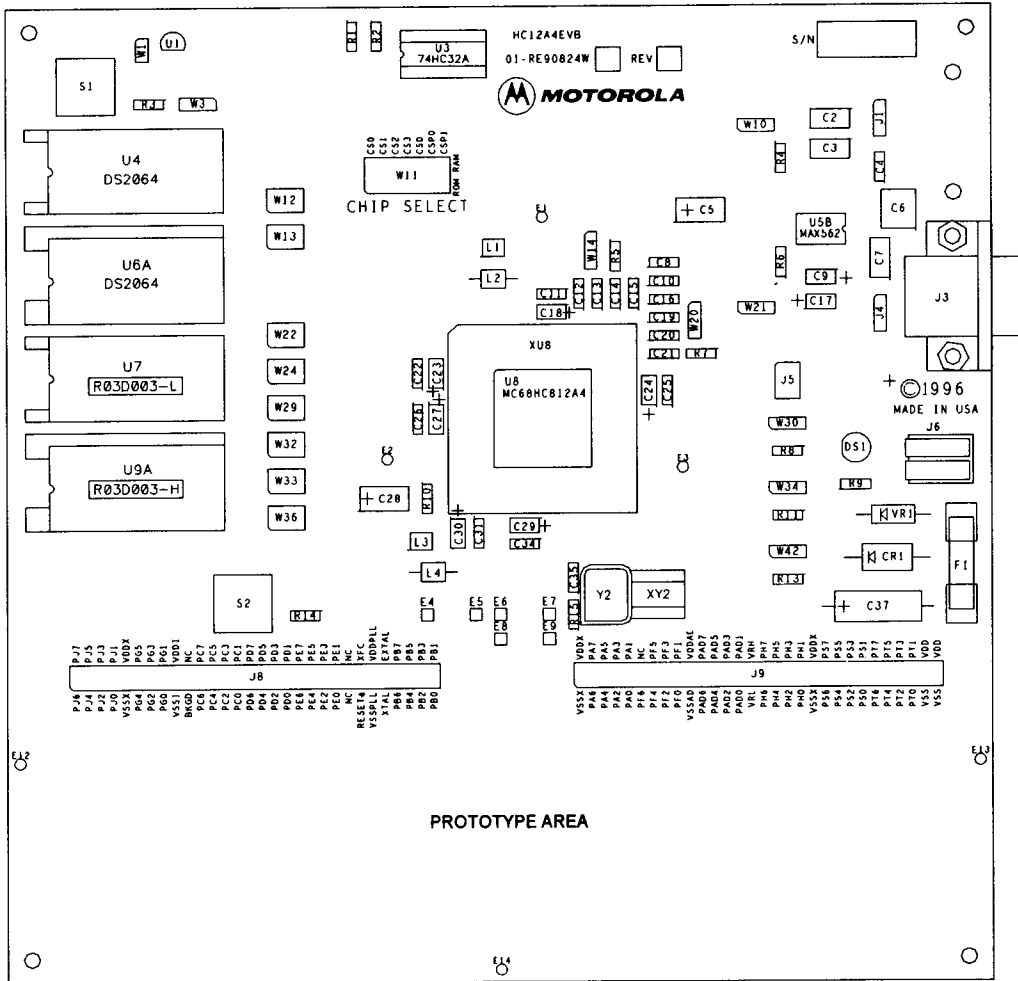 HC12A4EVB
01-RE90824W REV
S/N
MOTOROLA
R1
R2
U3
74HC32A
W1
U1
S1
R3
W3
U4
DS2064
U6A
DS2064
U7
R03D003-L
U9A
R03D003-H
CS0
CS1
CS2
CS3
CSD
CSP0
CSP1
W11
ROM RAM
CHIP SELECT
W12
W13
W22
W24
W29
W32
W33
W36
E1
L1
L2
W14
R5
C5
W10
C2
C3
J1
R4
C4
U5B
MAX562
C6
C7
R6
C9
C17
W21
J4
J3
C8
C10
C16
C19
C20
C21
W20
R7
C11
C12
C13
C14
C15
C18
XU8
U8
MC68HC812A4
C22
C23
C26
C27
C24
C25
E2
E3
C28
R10
C30
C31
C29
C34
L3
L4
J5
©1996
MADE IN USA
J6
W30
R8
DS1
W34
R9
R11
VR1
W42
CR1
F1
R13
C37
C35
R15
Y2
XY2
S2
R14
E4
E5
E6
E7
E8
E9
PJ7 PJ5 PJ3 PJ1 VDDX PG5 PG3 PG1 VDDI NC PC7 PC5 PC3 PC1 PD7 PD5 PD3 PD1 PE7 PE5 PE3 PE1 NC XFC VDDPLL EXTAL PB7 PB5 PB3 PB1
J8
PJ6 PJ4 PJ2 PJ0 VSSX PG4 PG2 PG0 VSSI BKGD PC6 PC4 PC2 PC0 PD6 PD4 PD2 PD0 PE6 PE4 PE2 PE0 NC RESET4 VSSPLL XTAL PB6 PB4 PB2 PB0
VDDX PA7 PA5 PA3 PA1 NC PF5 PF3 PF1 VDDAE PAD7 PAD5 PAD3 PAD1 VRH PH7 PH5 PH3 PH1 VDDX PS7 PS5 PS3 PS1 PT7 PT5 PT3 PT1 VDD VDD
J9
VSSX PA6 PA4 PA2 PA0 PF6 PF4 PF2 PF0 VSSAD PAD6 PAD4 PAD2 PAD0 VRL PH6 PH4 PH2 PH0 VSSX PS6 PS4 PS2 PS0 PT6 PT4 PT2 PT0 VSS VSS
E12
E13
PROTOTYPE AREA
E14